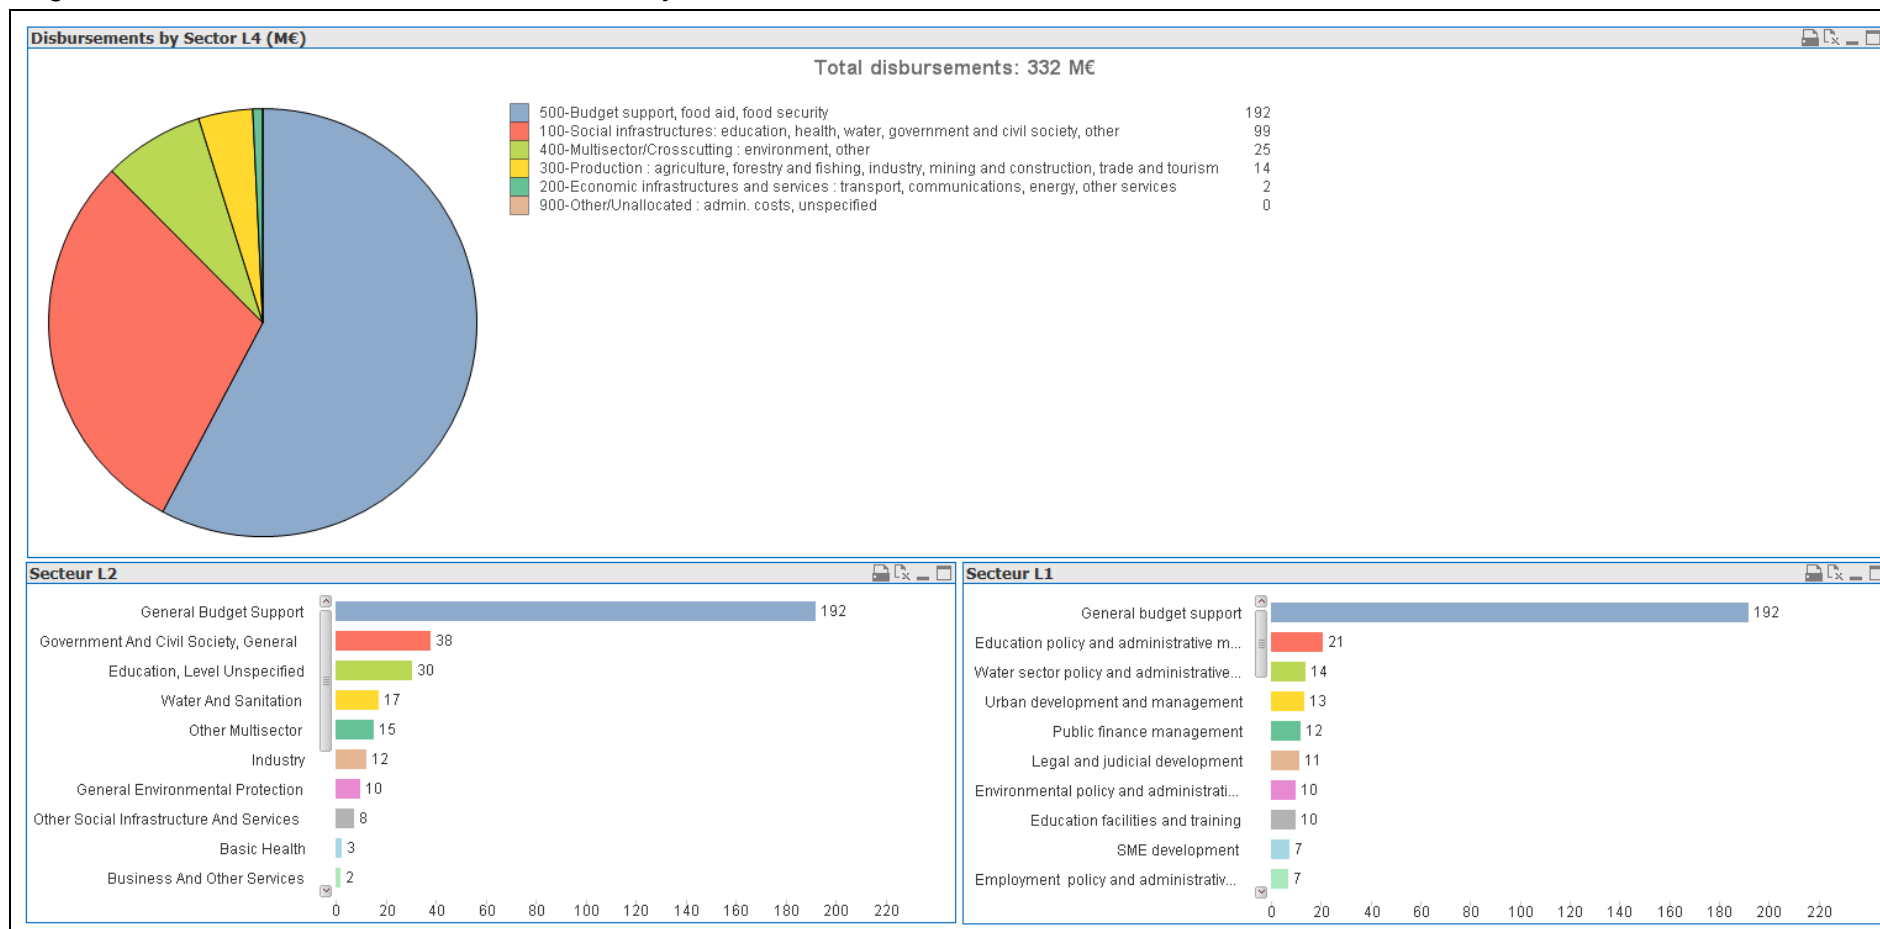 Disbursements by Sector L4 (M€)
Total disbursements: 332 M€
500-Budget support, food aid, food security 192
100-Social infrastructures: education, health, water, government and civil society, other 99
400-Multisector/Crosscutting : environment, other 25
300-Production : agriculture, forestry and fishing, industry, mining and construction, trade and tourism 14
200-Economic infrastructures and services : transport, communications, energy, other services 2
900-Other/Unallocated : admin. costs, unspecified 0
Secteur L2
General Budget Support 192
Government And Civil Society, General 38
Education, Level Unspecified 30
Water And Sanitation 17
Other Multisector 15
Industry 12
General Environmental Protection 10
Other Social Infrastructure And Services 8
Basic Health 3
Business And Other Services 2
0 20 40 60 80 100 120 140 160 180 200 220
Secteur L1
General budget support 192
Education policy and administrative m... 21
Water sector policy and administrative... 14
Urban development and management 13
Public finance management 12
Legal and judicial development 11
Environmental policy and administrati... 10
Education facilities and training 10
SME development 7
Employment policy and administrativ... 7
0 20 40 60 80 100 120 140 160 180 200 220